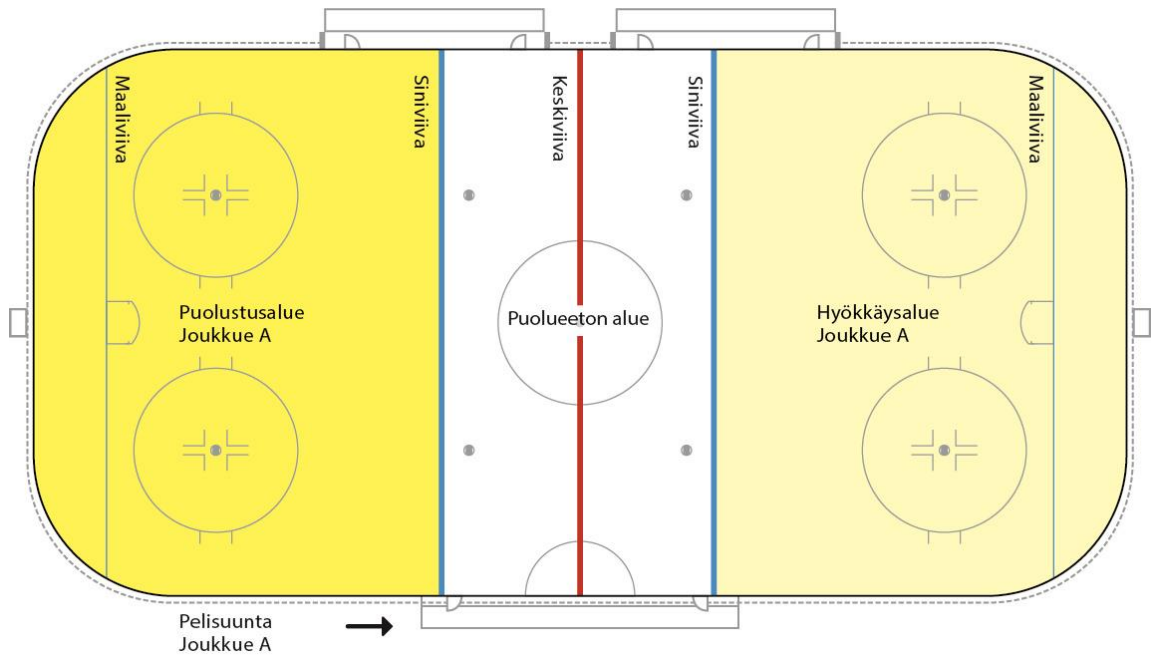 Maaliviiva
Siniviiva
Keskiviiva
Siniviiva
Maaliviiva
Puolustusalue
Joukkue A
Puolueeton alue
Hyökkäysalue
Joukkue A
Pelisuunta
Joukkue A